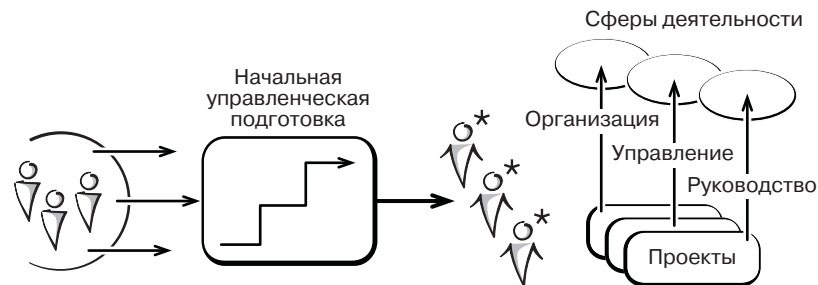 Сферы деятельности
Начальная
управленческая
подготовка
Организация
Управление
Руководство
Проекты